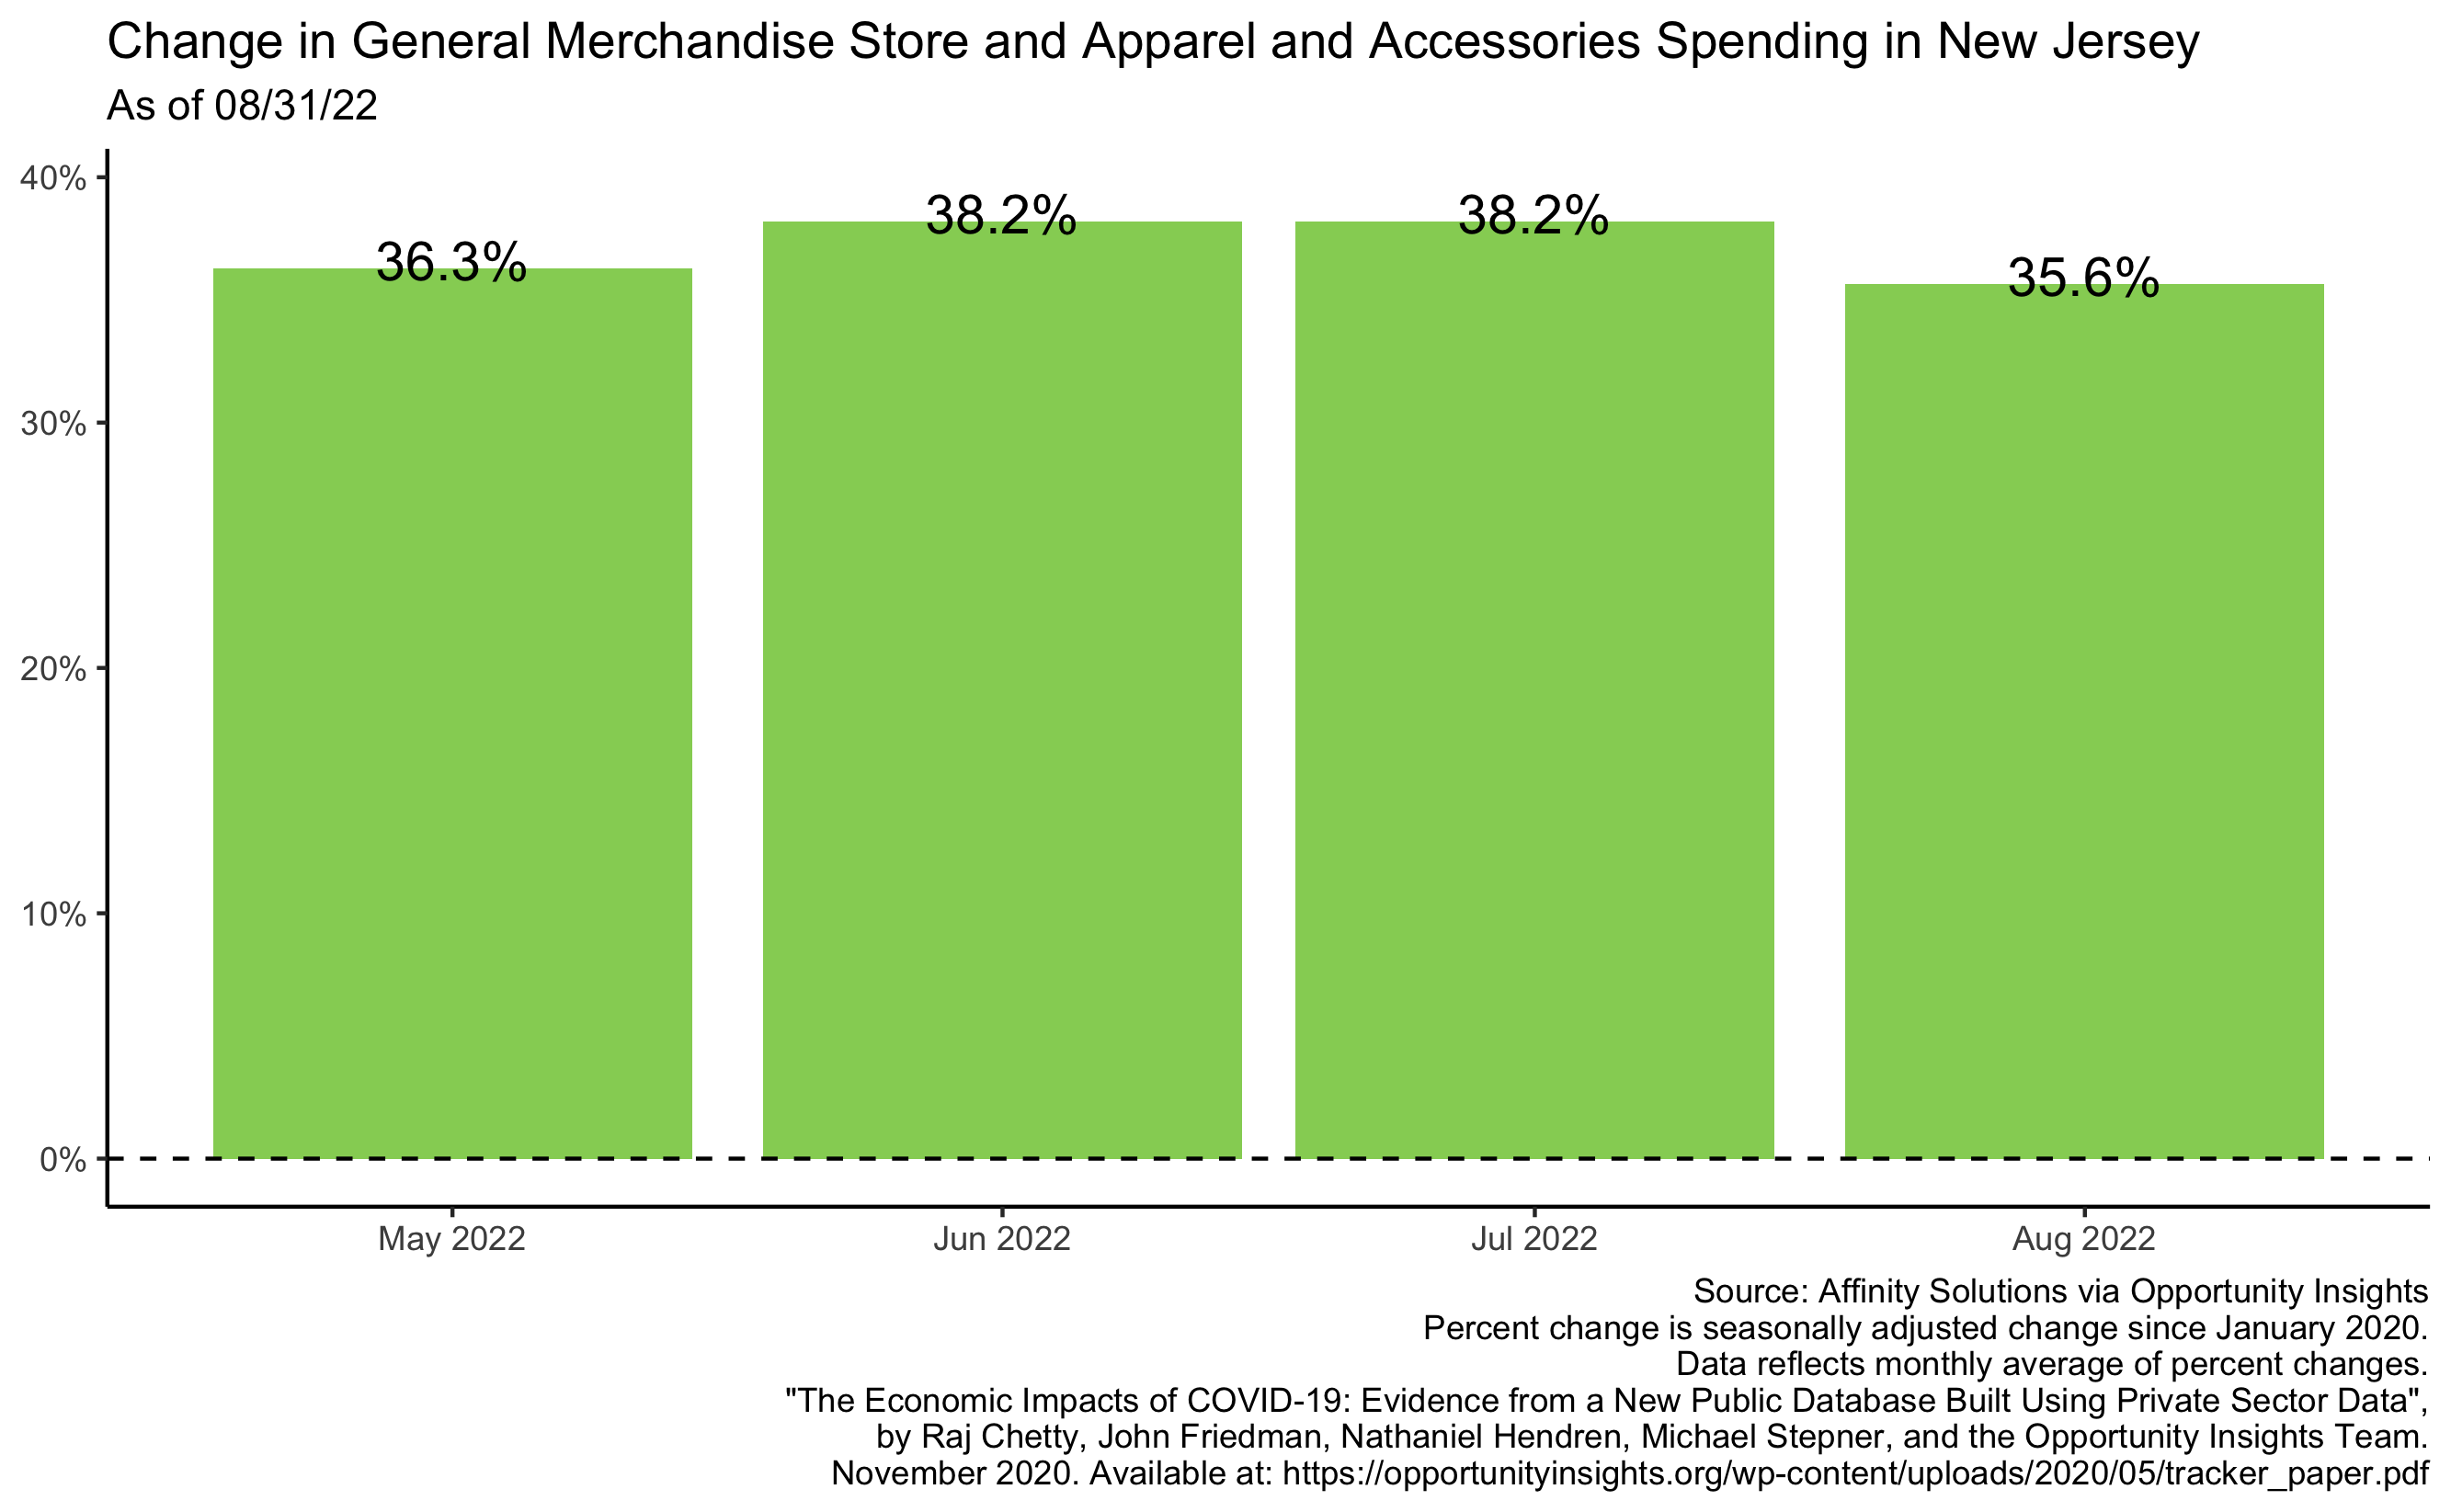 Change in General Merchandise Store and Apparel and Accessories Spending in New Jersey
As of 08/31/22
40%
30%
20%
10%
0%
36.3%
38.2%
38.2%
35.6%
May 2022
Jun 2022
Jul 2022
Aug 2022
Source: Affinity Solutions via Opportunity Insights
Percent change is seasonally adjusted change since January 2020.
Data reflects monthly average of percent changes.
"The Economic Impacts of COVID-19: Evidence from a New Public Database Built Using Private Sector Data",
by Raj Chetty, John Friedman, Nathaniel Hendren, Michael Stepner, and the Opportunity Insights Team.
November 2020. Available at: https://opportunityinsights.org/wp-content/uploads/2020/05/tracker_paper.pdf